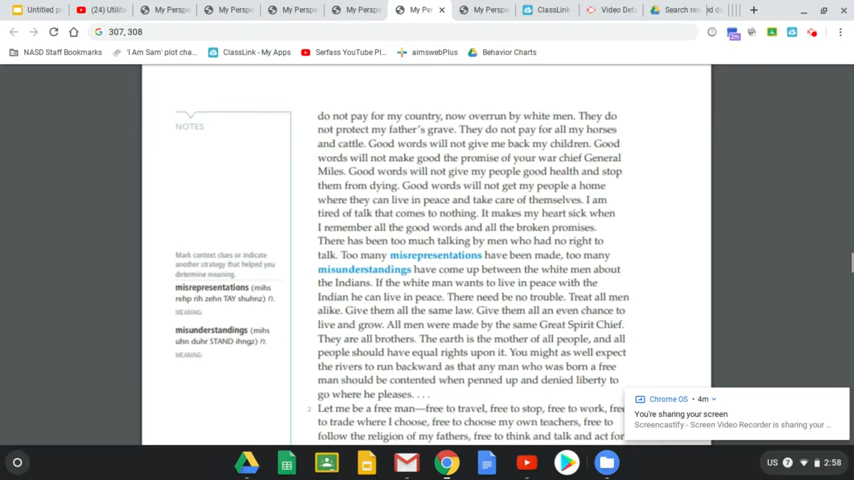 Untitled pr
(24) Utilita
My Perspe
My Perspe
My Perspe
My Perspe
My Per
My Perspe
ClassLink
Video Deta
Search res
307, 308
NASD Staff Bookmarks
'I Am Sam' plot cha...
ClassLink - My Apps
Serfass YouTube Pl...
aimswebPlus
Behavior Charts
NOTES
do not pay for my country, now overrun by white men. They do
not protect my father's grave. They do not pay for all my horses
and cattle. Good words will not give me back my children. Good
words will not make good the promise of your war chief General
Miles. Good words will not give my people good health and stop
them from dying. Good words will not get my people a home
where they can live in peace and take care of themselves. I am
tired of talk that comes to nothing. It makes my heart sick when
I remember all the good words and all the broken promises.
There has been too much talking by men who had no right to
talk. Too many misrepresentations have been made, too many
misunderstandings have come up between the white men about
the Indians. If the white man wants to live in peace with the
Indian he can live in peace. There need be no trouble. Treat all men
alike. Give them all the same law. Give them all an even chance to
live and grow. All men were made by the same Great Spirit Chief.
They are all brothers. The earth is the mother of all people, and all
people should have equal rights upon it. You might as well expect
the rivers to run backward as that any man who was born a free
man should be contented when penned up and denied liberty to
go where he pleases. . . .
2 Let me be a free man—free to travel, free to stop, free to work, free
to trade where I choose, free to choose my own teachers, free to
follow the religion of my fathers, free to think and talk and act for
Mark context clues or indicate
another strategy that helped you
determine meaning.
misrepresentations (mihs
rehp rih zehn TAY shuhnz) n.
MEANING:
misunderstandings (mihs
uhn duhr STAND ihngz) n.
MEANING:
Chrome OS • 4m
You're sharing your screen
Screencastify - Screen Video Recorder is sharing your ...
US
7
2:58